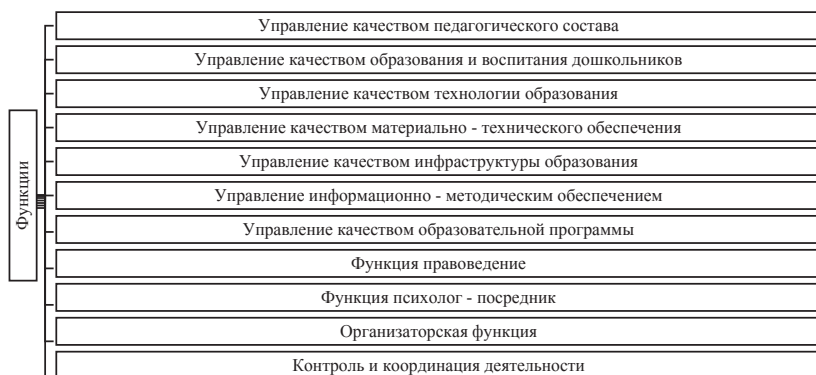 Функции
Управление качеством педагогического состава
Управление качеством образования и воспитания дошкольников
Управление качеством технологии образования
Управление качеством материально - технического обеспечения
Управление качеством инфраструктуры образования
Управление информационно - методическим обеспечением
Управление качеством образовательной программы
Функция правоведение
Функция психолог - посредник
Организаторская функция
Контроль и координация деятельности